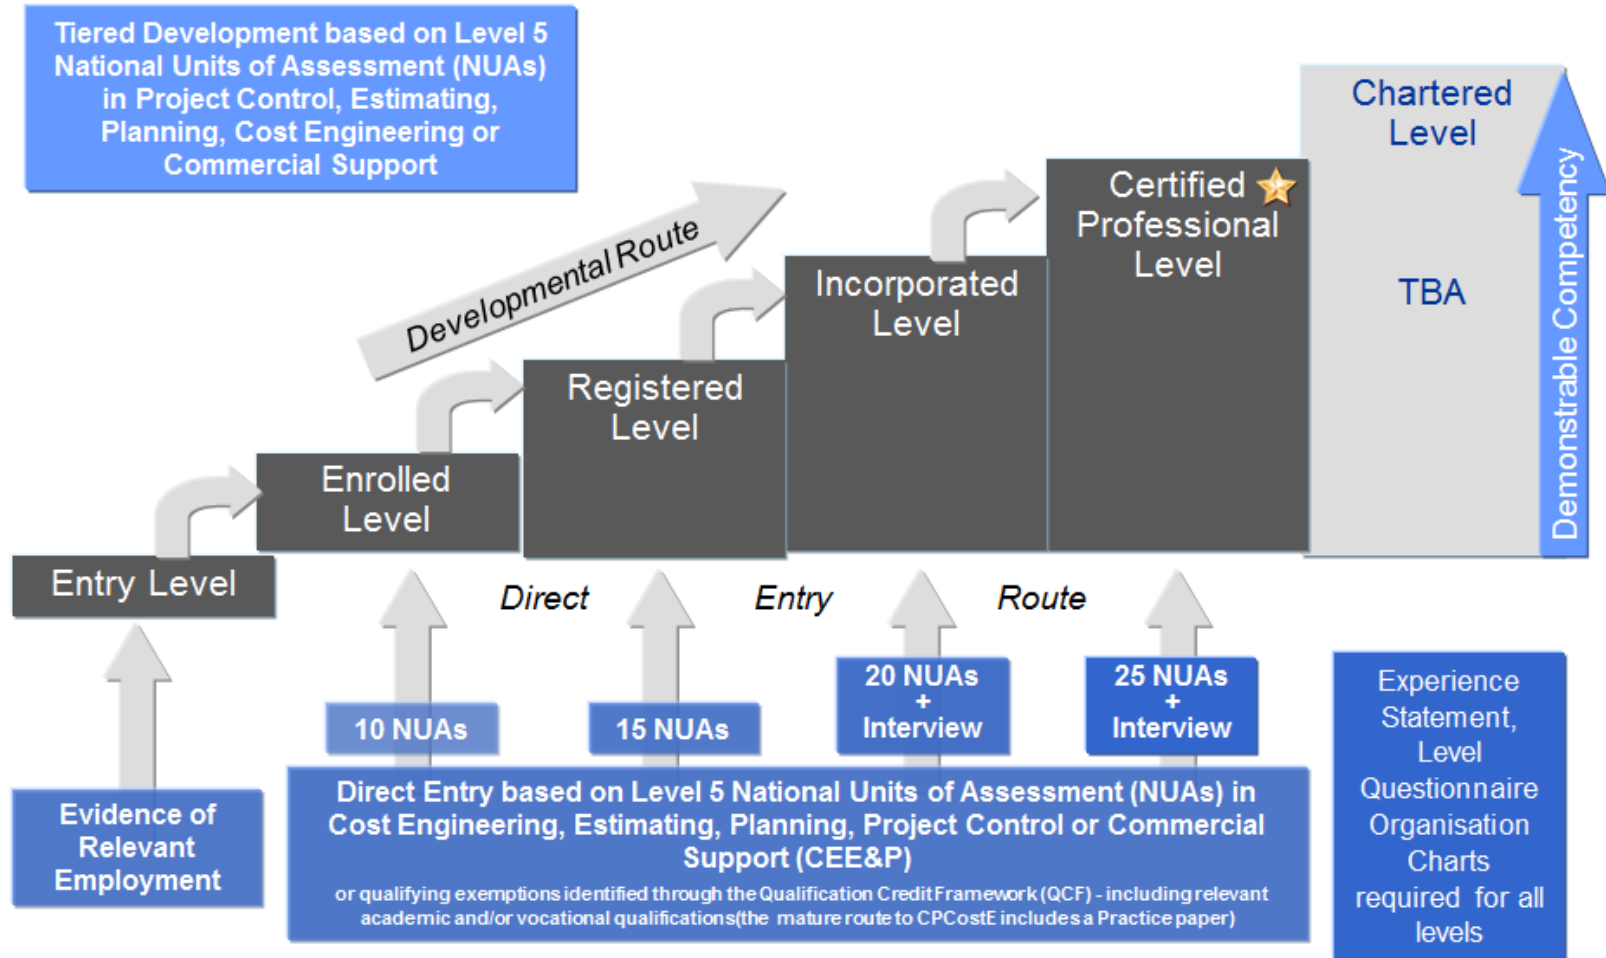 Tiered Development based on Level 5
National Units of Assessment (NUAs)
in Project Control, Estimating,
Planning, Cost Engineering or
Commercial Support
Developmental Route
Entry Level
Enrolled
Level
Registered
Level
Incorporated
Level
Certified
Professional
Level
Chartered
Level
TBA
Demonstrable Competency
Direct Entry Route
10 NUAs
15 NUAs
20 NUAs
+
Interview
25 NUAs
+
Interview
Evidence of
Relevant
Employment
Direct Entry based on Level 5 National Units of Assessment (NUAs) in
Cost Engineering, Estimating, Planning, Project Control or Commercial
Support (CEE&P)
or qualifying exemptions identified through the Qualification Credit Framework (QCF) - including relevant
academic and/or vocational qualifications(the mature route to CPCostE includes a Practice paper)
Experience
Statement,
Level
Questionnaire
Organisation
Charts
required for all
levels